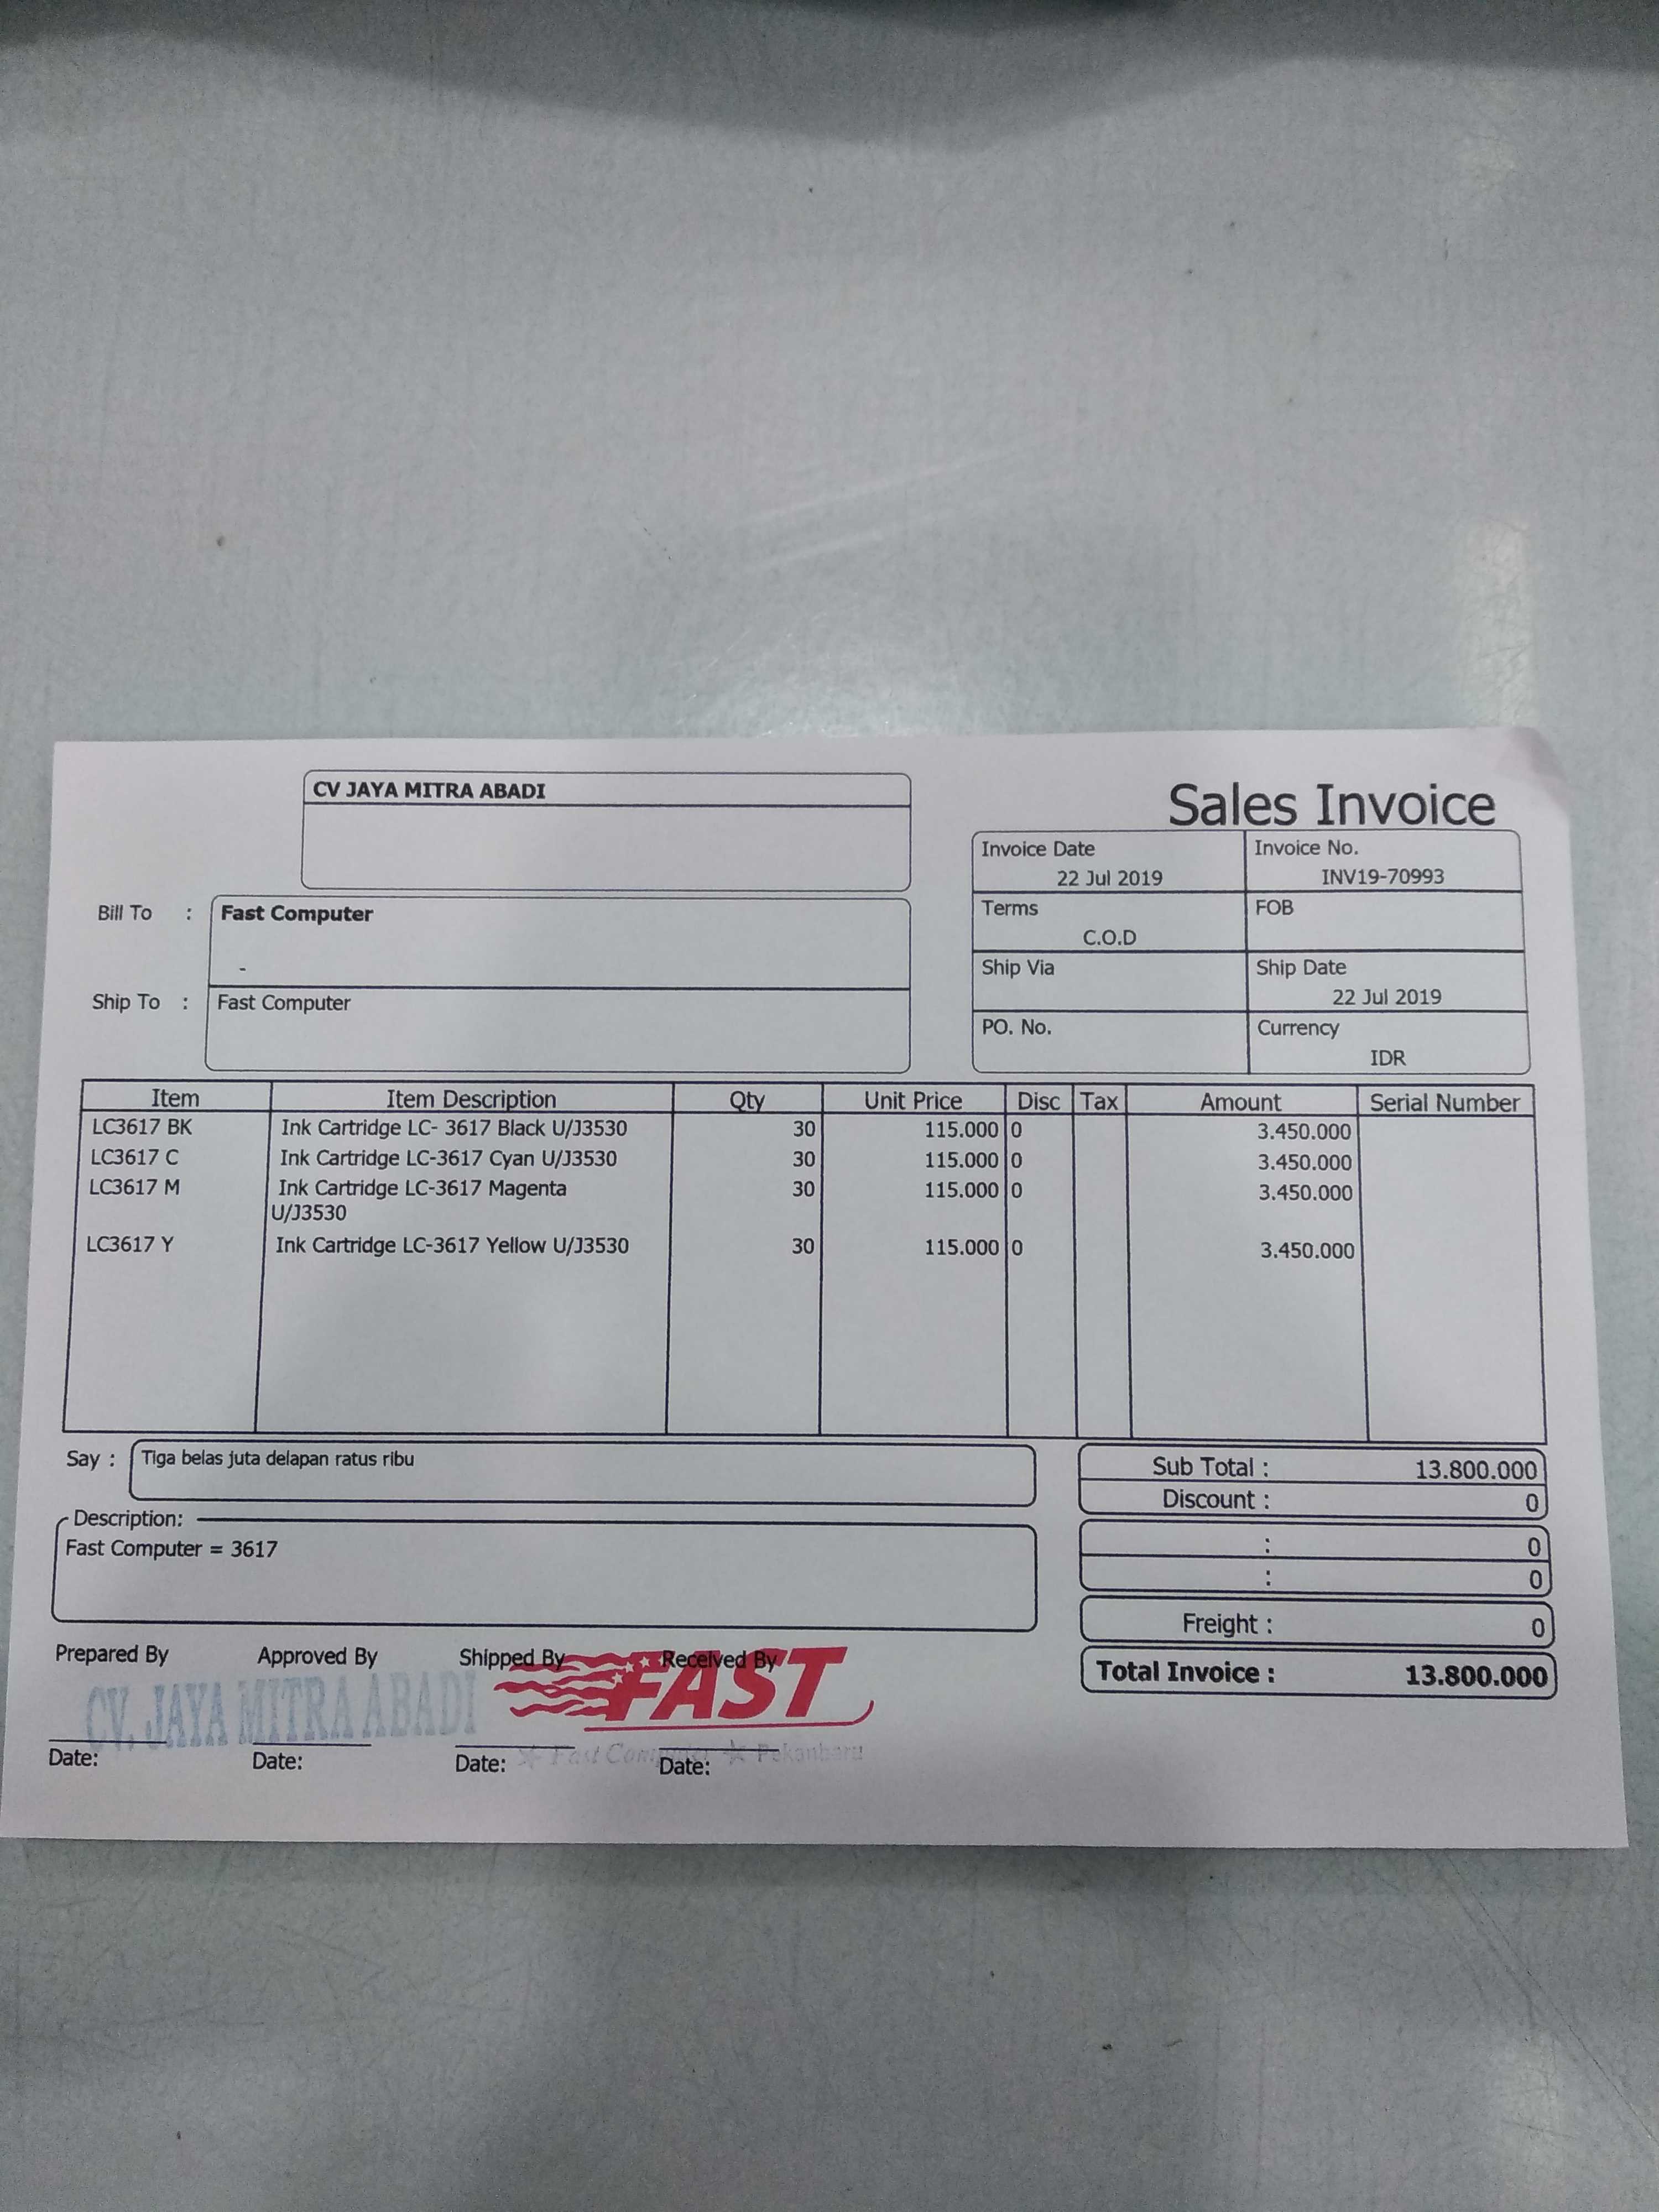 CV JAYA MITRA ABADI
Sales Invoice
Invoice Date
22 Jul 2019
Invoice No.
INV19-70993
Bill To : Fast Computer
-
Terms
C.O.D
FOB
Ship Via
Ship Date
22 Jul 2019
Ship To : Fast Computer
PO. No.
Currency
IDR
Item Item Description Qty Unit Price Disc Tax Amount Serial Number
LC3617 BK Ink Cartridge LC- 3617 Black U/J3530 30 115.000 0 3.450.000
LC3617 C Ink Cartridge LC-3617 Cyan U/J3530 30 115.000 0 3.450.000
LC3617 M Ink Cartridge LC-3617 Magenta 30 115.000 0 3.450.000
U/J3530
LC3617 Y Ink Cartridge LC-3617 Yellow U/J3530 30 115.000 0 3.450.000
Say : Tiga belas juta delapan ratus ribu
Sub Total : 13.800.000
Discount : 0
Description:
Fast Computer = 3617
: 0
: 0
Freight : 0
Total Invoice : 13.800.000
Prepared By Approved By Shipped By Received By
CV. JAYA MITRA ABADI
FAST
Fast Computer Pekanbaru
Date: Date: Date: Date: